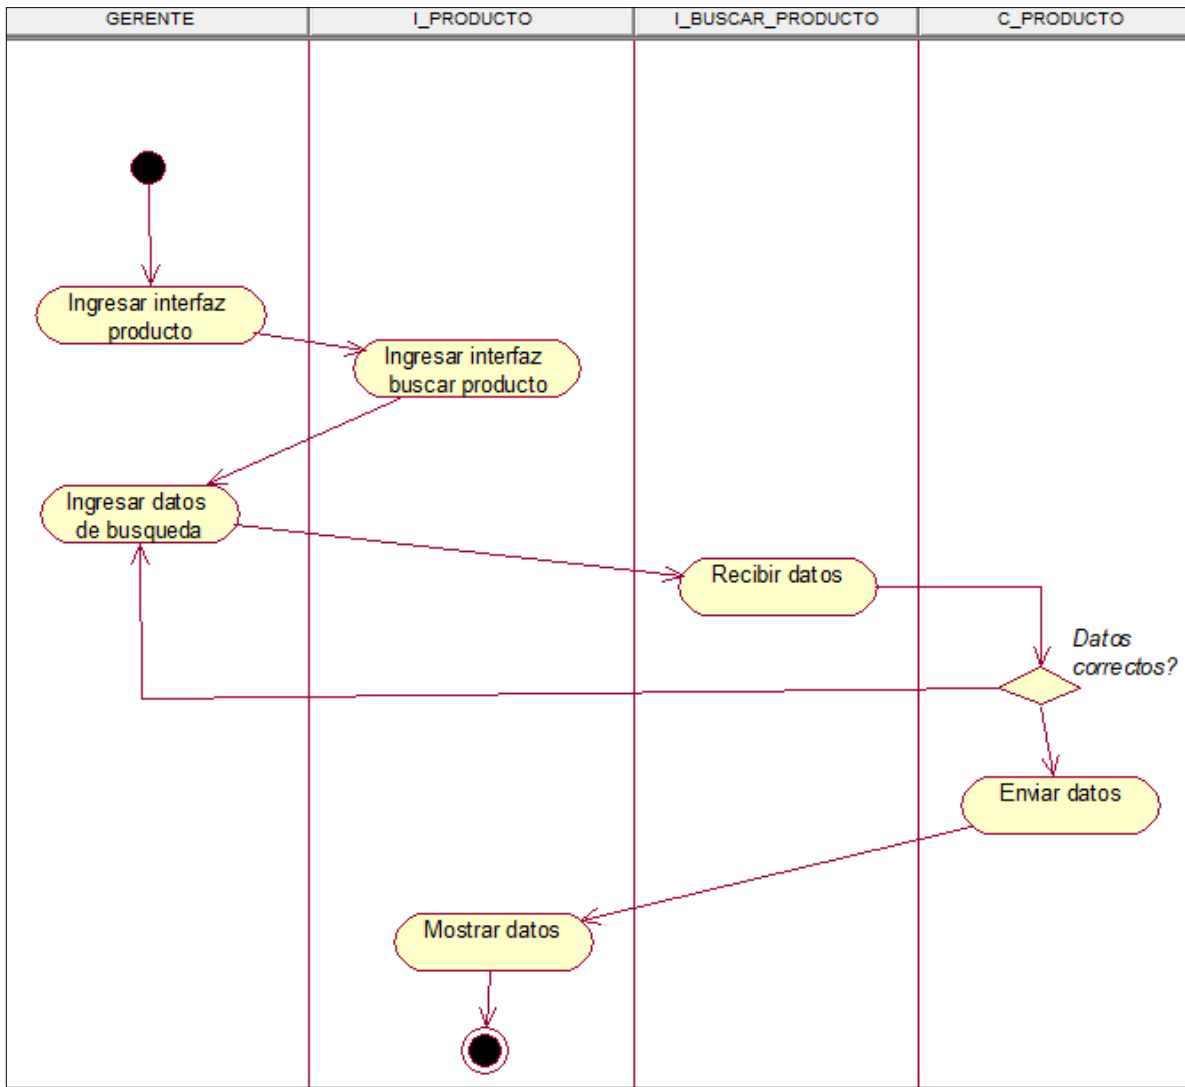 GERENTE
I_PRODUCTO
I_BUSCAR_PRODUCTO
C_PRODUCTO
Ingresar interfaz
producto
Ingresar interfaz
buscar producto
Ingresar datos
de busqueda
Recibir datos
Datos
correctos?
Enviar datos
Mostrar datos